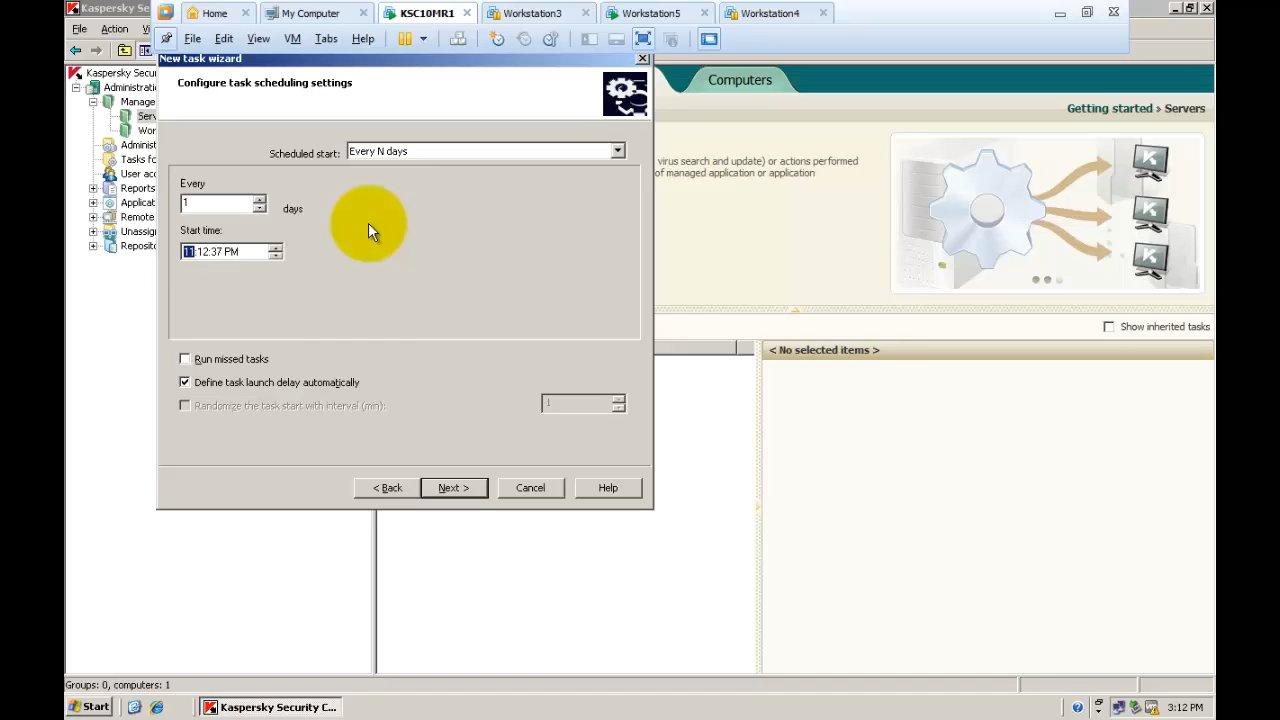 Kaspersky Se
File
Action
Home
My Computer
KSC10MR1
Workstation3
Workstation5
Workstation4
File
Edit
View
VM
Tabs
Help
New task wizard
Configure task scheduling settings
Kaspersky Securi
Administrati
Manage
Serv
Wor
Administ
Tasks fo
User acc
Reports
Applicat
Remote
Unassig
Reposito
Computers
Getting started » Servers
virus search and update) or actions performed
of managed application or application
Scheduled start:
Every N days
Every
1
days
Start time:
11:12:37 PM
Run missed tasks
Define task launch delay automatically
Randomize the task start with interval (min):
1
Show inherited tasks
< No selected items >
< Back
Next >
Cancel
Help
Groups: 0, computers: 1
Start
Kaspersky Security C...
3:12 PM